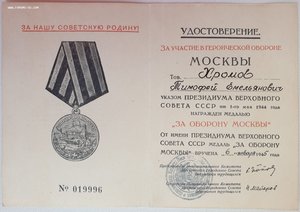 ЗА НАШУ СОВЕТСКУЮ РОДИНУ!
№ 019996
УДОСТОВЕРЕНИЕ.
ЗА УЧАСТИЕ В ГЕРОИЧЕСКОЙ ОБОРОНЕ
МОСКВЫ
Тов. Хромов
Тимофей Емельянович
УКАЗОМ ПРЕЗИДИУМА ВЕРХОВНОГО
СОВЕТА СССР от 1-го мая 1944 года
НАГРАЖДЕН МЕДАЛЬЮ
„ЗА ОБОРОНУ МОСКВЫ"
От имени ПРЕЗИДИУМА ВЕРХОВНОГО
СОВЕТА СССР МЕДАЛЬ „ЗА ОБОРОНУ
МОСКВЫ" ВРУЧЕНА 6 января